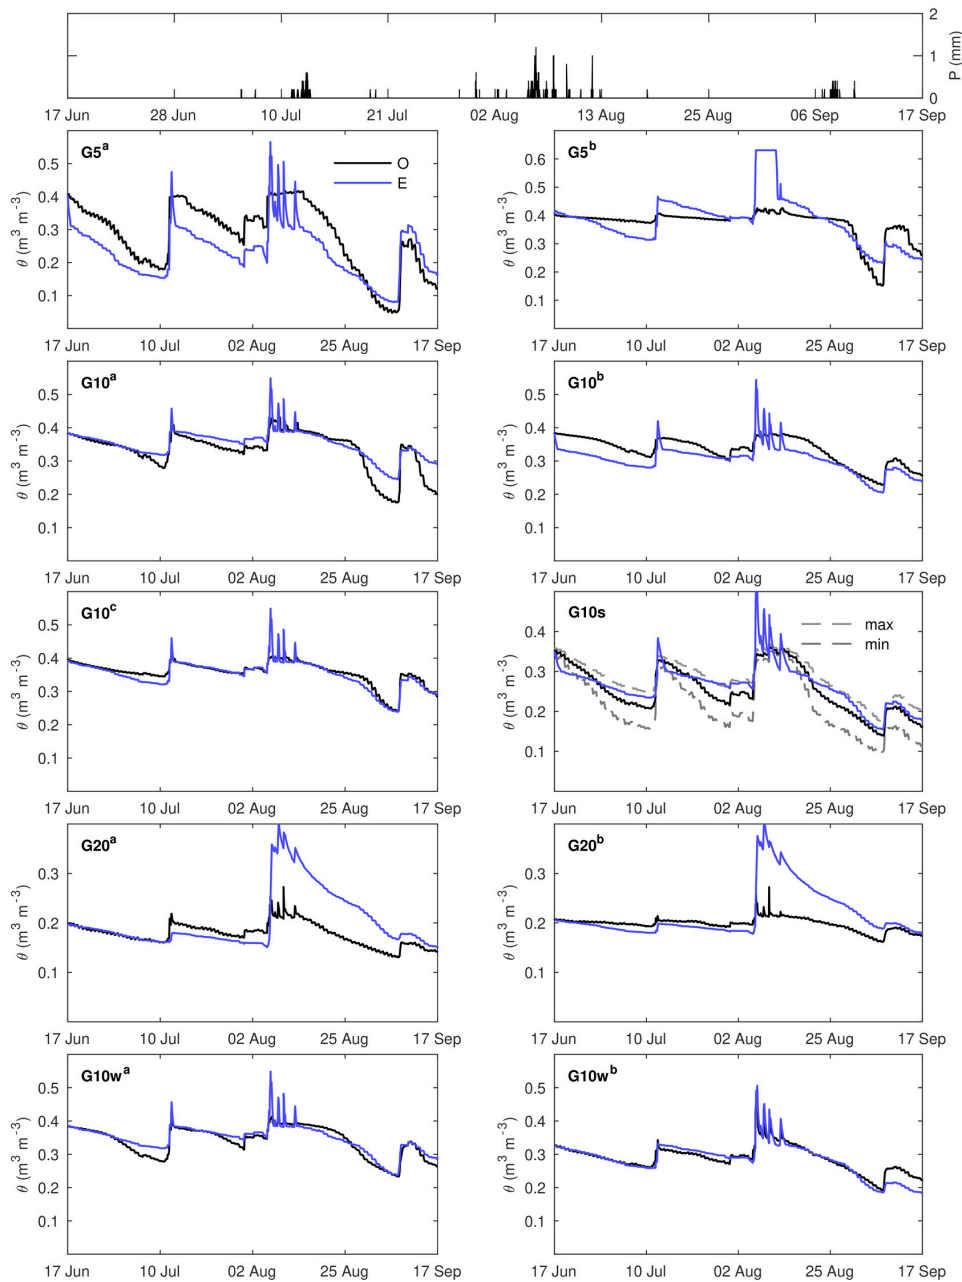 2
1
0
P (mm)
17 Jun 28 Jun 10 Jul 21 Jul 02 Aug 13 Aug 25 Aug 06 Sep 17 Sep
G5a
O
E
0.5
0.4
0.3
0.2
0.1
θ (m3 m-3)
17 Jun 10 Jul 02 Aug 25 Aug 17 Sep
G5b
0.6
0.5
0.4
0.3
0.2
0.1
θ (m3 m-3)
17 Jun 10 Jul 02 Aug 25 Aug 17 Sep
G10a
0.5
0.4
0.3
0.2
0.1
θ (m3 m-3)
17 Jun 10 Jul 02 Aug 25 Aug 17 Sep
G10b
0.5
0.4
0.3
0.2
0.1
θ (m3 m-3)
17 Jun 10 Jul 02 Aug 25 Aug 17 Sep
G10c
0.5
0.4
0.3
0.2
0.1
θ (m3 m-3)
17 Jun 10 Jul 02 Aug 25 Aug 17 Sep
G10s
max
min
0.4
0.3
0.2
0.1
θ (m3 m-3)
17 Jun 10 Jul 02 Aug 25 Aug 17 Sep
G20a
0.3
0.2
0.1
θ (m3 m-3)
17 Jun 10 Jul 02 Aug 25 Aug 17 Sep
G20b
0.3
0.2
0.1
θ (m3 m-3)
17 Jun 10 Jul 02 Aug 25 Aug 17 Sep
G10wa
0.5
0.4
0.3
0.2
0.1
θ (m3 m-3)
17 Jun 10 Jul 02 Aug 25 Aug 17 Sep
G10wb
0.5
0.4
0.3
0.2
0.1
θ (m3 m-3)
17 Jun 10 Jul 02 Aug 25 Aug 17 Sep